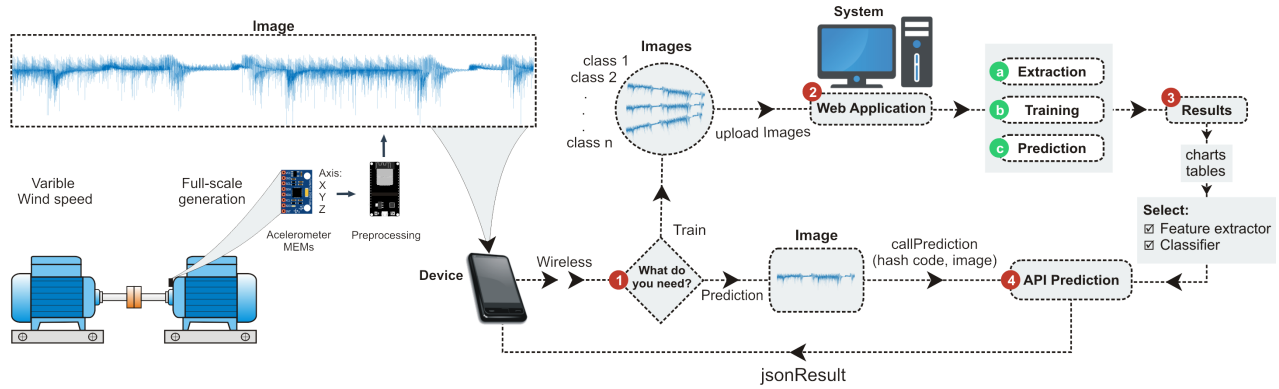 Image
Varible
Wind speed
Full-scale
generation
Axis:
X
Y
Z
Acelerometer
MEMs
Preprocessing
Device
Wireless
1
What do
you need?
Train
Prediction
Images
class 1
class 2
.
.
class n
upload Images
System
2
Web Application
a
Extraction
b
Training
c
Prediction
3
Results
charts
tables
Select:
☑ Feature extractor
☑ Classifier
Image
callPrediction
(hash code, image)
4
API Prediction
jsonResult